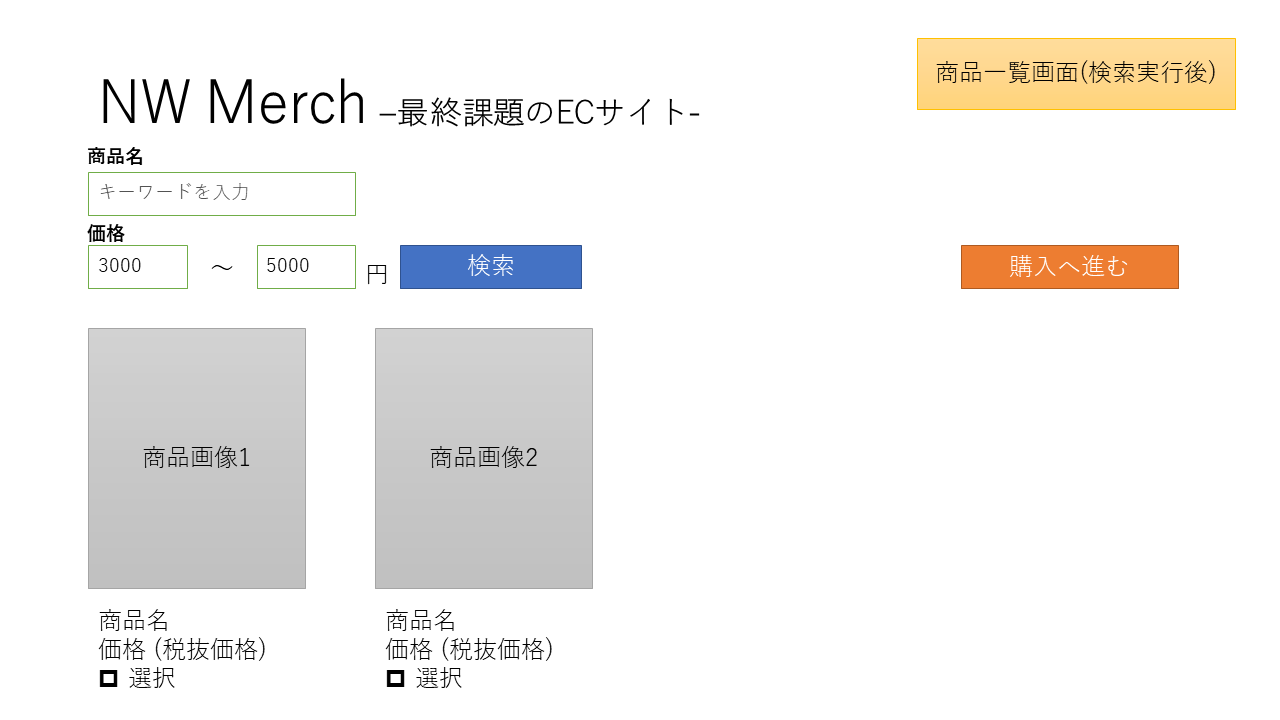 商品一覧画面(検索実行後)
NW Merch –最終課題のECサイト-
商品名
キーワードを入力
価格
3000 ～ 5000 円 検索 購入へ進む
商品画像1 商品画像2
商品名 商品名
価格 (税抜価格) 価格 (税抜価格)
選択 選択